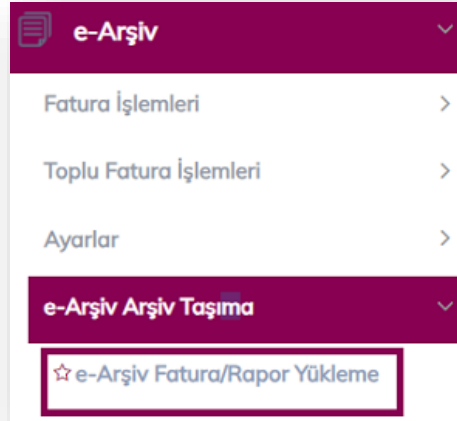 e-Arşiv
Fatura İşlemleri
Toplu Fatura İşlemleri
Ayarlar
e-Arşiv Arşiv Taşıma
e-Arşiv Fatura/Rapor Yükleme